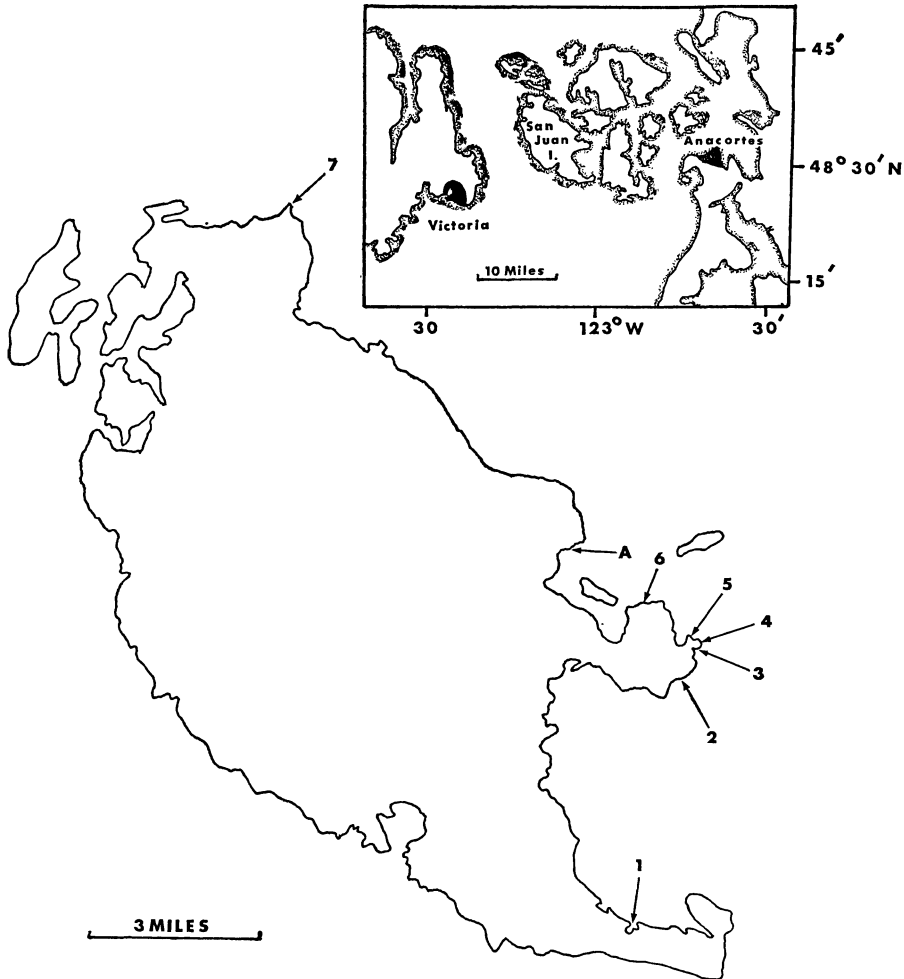 45'
San
Juan
I.
Anacortes
48° 30' N
Victoria
10 Miles
15'
30
123° W
30'
7
A
6
5
4
3
2
1
3 MILES